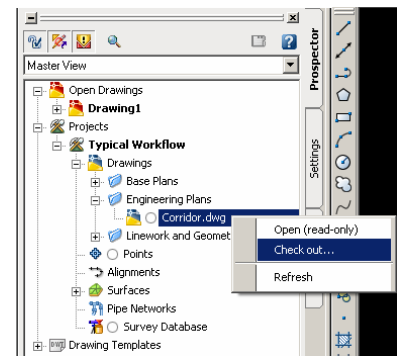 Master View
Open Drawings
Drawing1
Projects
Typical Workflow
Drawings
Base Plans
Engineering Plans
Corridor.dwg
Linework and Geomet
Points
Alignments
Surfaces
Pipe Networks
Survey Database
Drawing Templates
Open (read-only)
Check out...
Refresh
Prospector
Settings